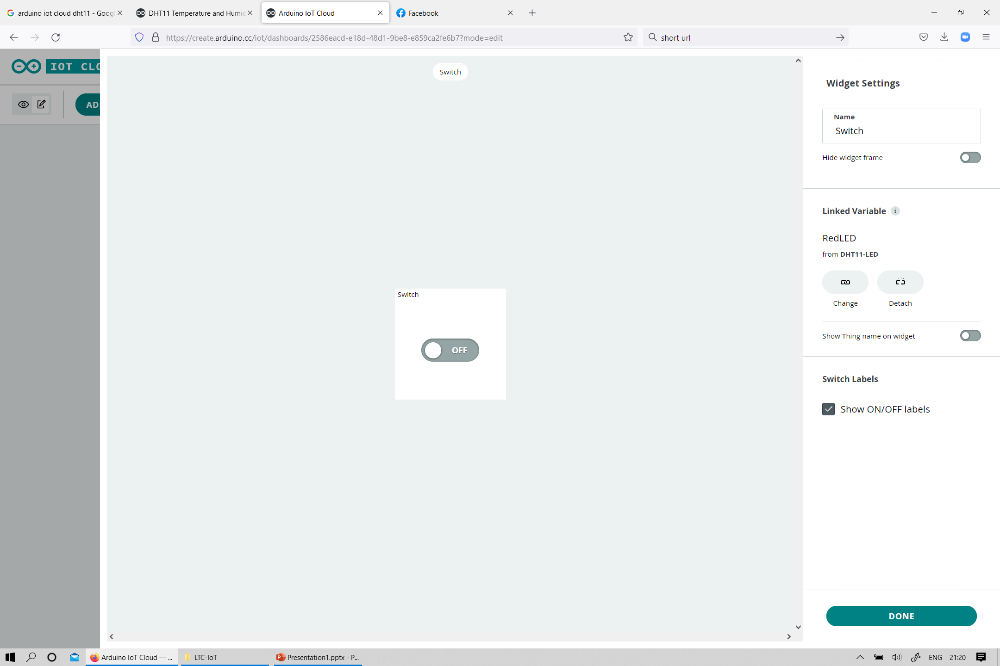 arduino iot cloud dht11 - Goog
DHT11 Temperature and Humid
Arduino IoT Cloud
Facebook
https://create.arduino.cc/iot/dashboards/2586eacd-e18d-48d1-9be8-e859ca2fe6b7?mode=edit
short url
IOT CLO
AD
Switch
Switch
OFF
Widget Settings
Name
Switch
Hide widget frame
Linked Variable i
RedLED
from DHT11-LED
Change Detach
Show Thing name on widget
Switch Labels
Show ON/OFF labels
DONE
Arduino IoT Cloud — ...
LTC-IoT
Presentation1.pptx - P...
ENG
21:20